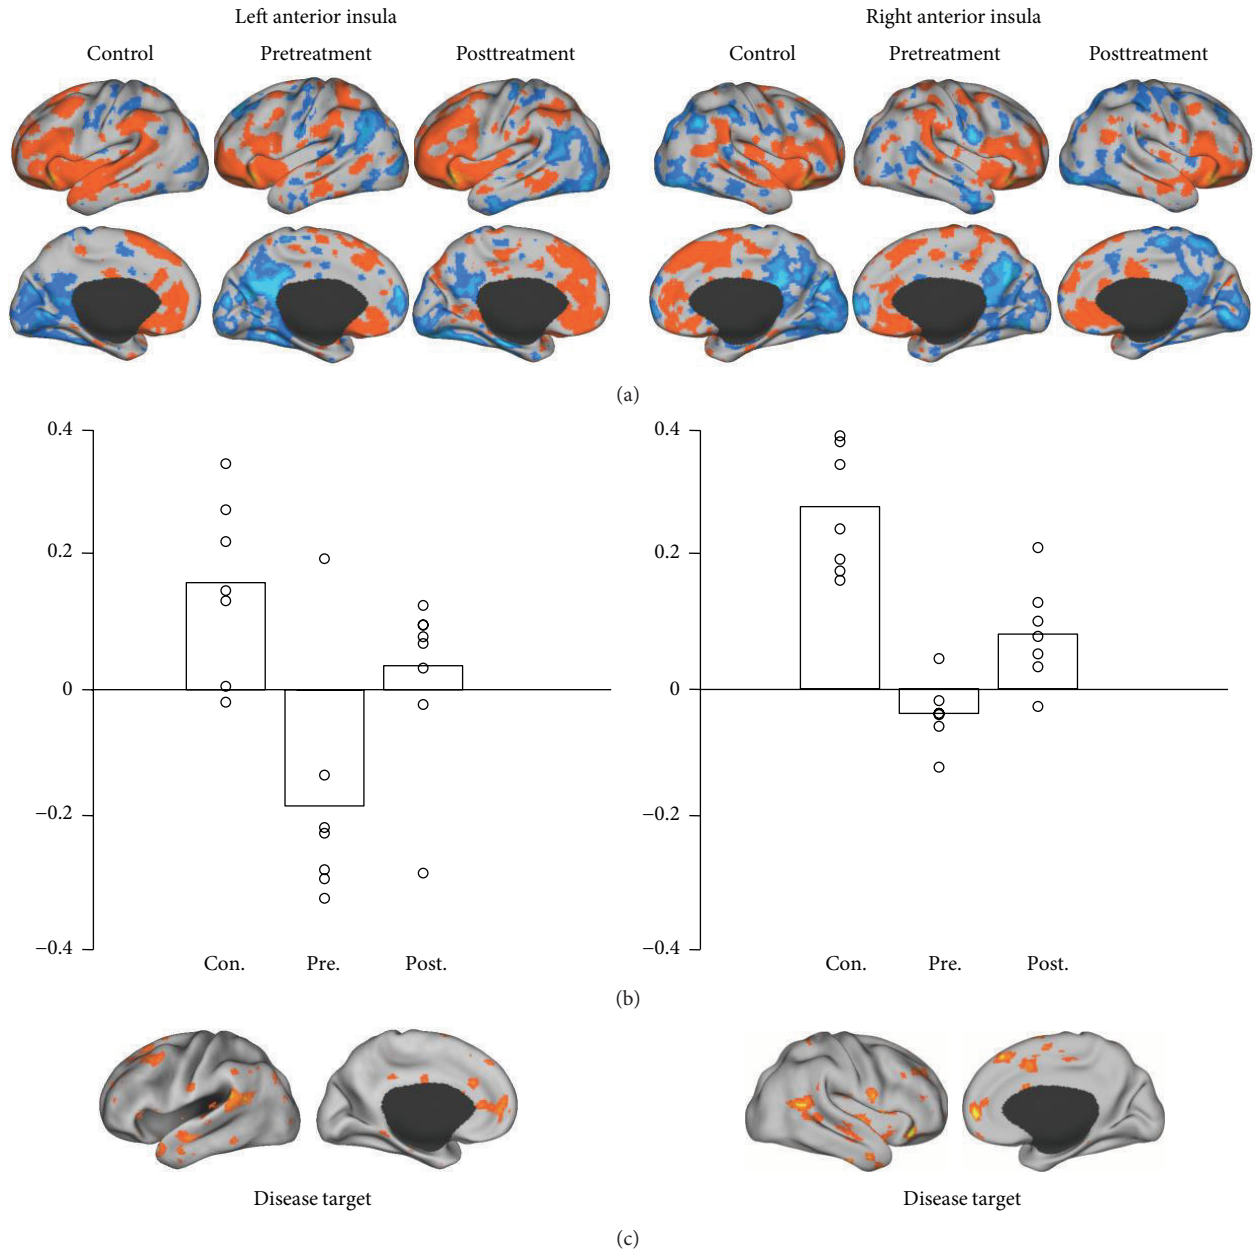 Left anterior insula
Right anterior insula
Control
Pretreatment
Posttreatment
Control
Pretreatment
Posttreatment
(a)
0.4
0.2
0
−0.2
−0.4
Con.
Pre.
Post.
0.4
0.2
0
−0.2
−0.4
Con.
Pre.
Post.
(b)
Disease target
Disease target
(c)